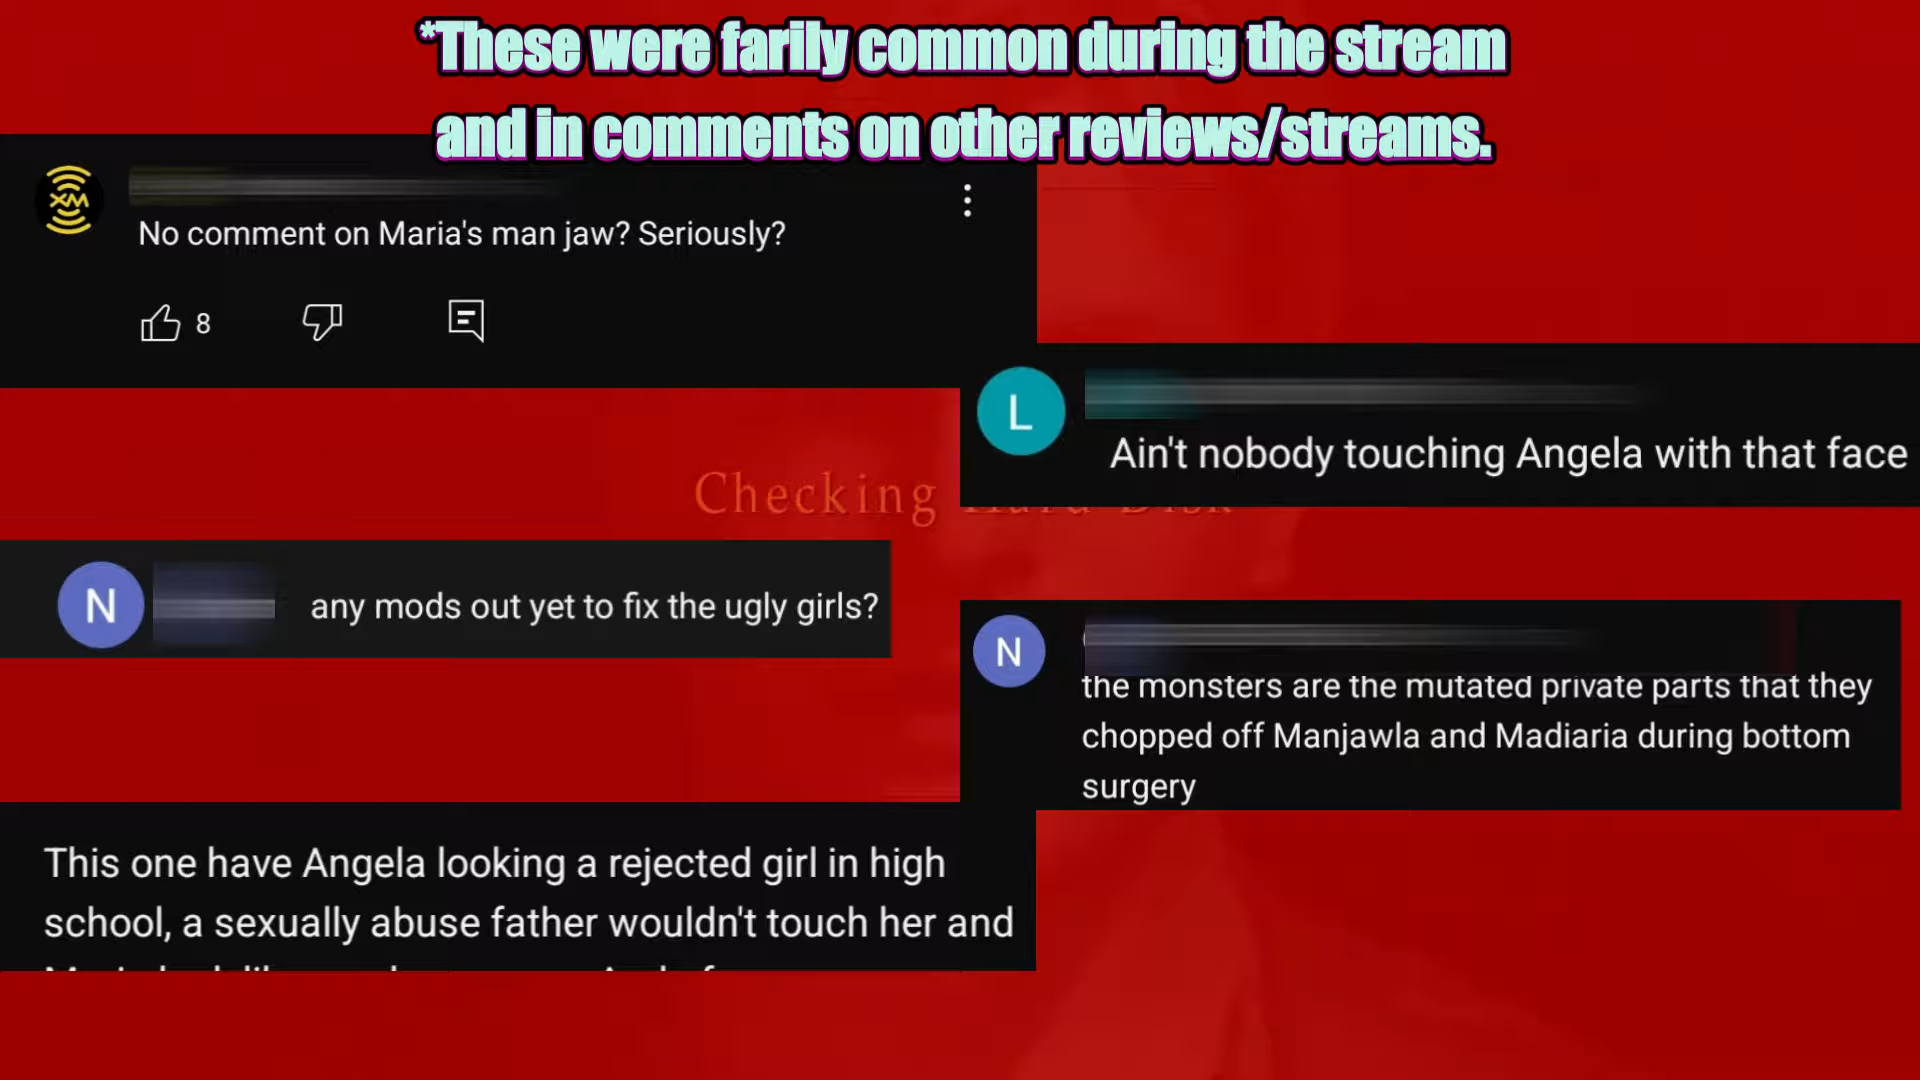 *These were farily common during the stream
and in comments on other reviews/streams.
XM
No comment on Maria's man jaw? Seriously?
8
L
Ain't nobody touching Angela with that face
Checking
N
any mods out yet to fix the ugly girls?
N
the monsters are the mutated private parts that they
chopped off Manjawla and Madiaria during bottom
surgery
This one have Angela looking a rejected girl in high
school, a sexually abuse father wouldn't touch her and